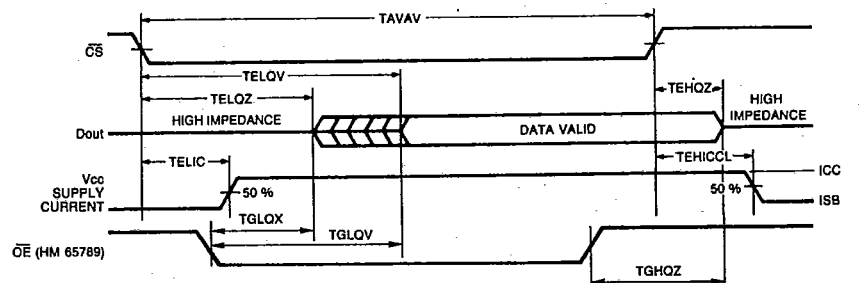 TAVAV
CS
TELQV
TELQZ
TEHQZ
HIGH IMPEDANCE
HIGH
IMPEDANCE
Dout
DATA VALID
TELIC
TEHICCL
Vcc
SUPPLY
CURRENT
50 %
50 %
ICC
ISB
TGLQX
TGLQV
OE (HM 65789)
TGHQZ